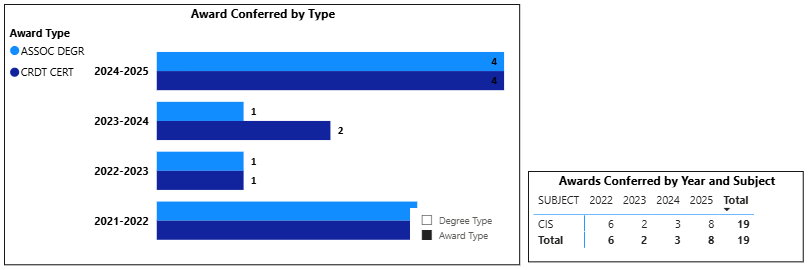 Award Conferred by Type
Award Type
ASSOC DEGR
CRDT CERT
2024-2025
4
4
2023-2024
1
2
2022-2023
1
1
2021-2022
Degree Type
Award Type
Awards Conferred by Year and Subject
SUBJECT 2022 2023 2024 2025 Total
CIS 6 2 3 8 19
Total 6 2 3 8 19